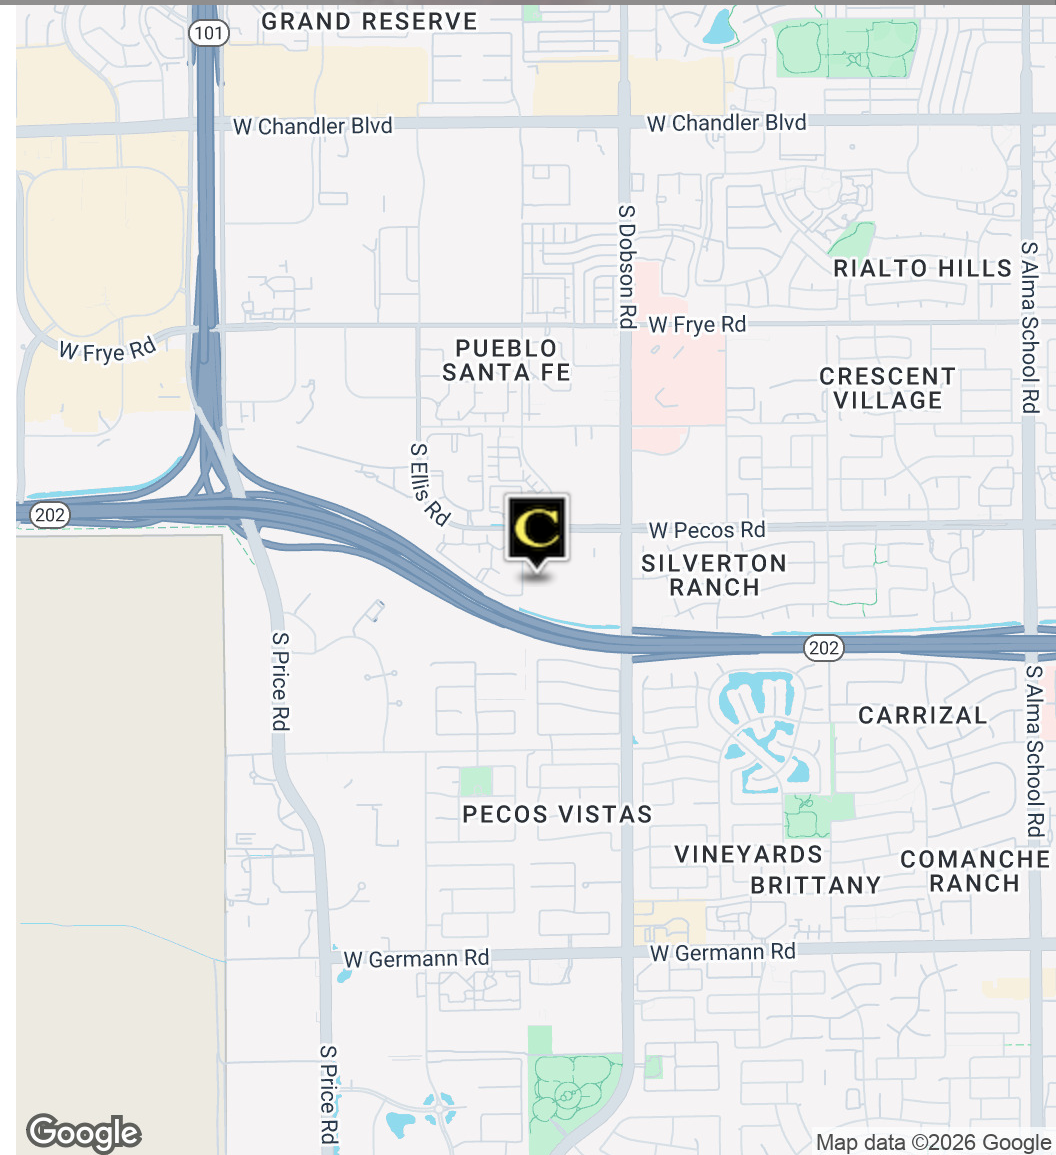 GRAND RESERVE
101
W Chandler Blvd
W Chandler Blvd
S Dobson Rd
S Alma School Rd
RIALTO HILLS
W Frye Rd
W Frye Rd
PUEBLO
SANTA FE
CRESCENT
VILLAGE
S Ellis Rd
202
C
W Pecos Rd
SILVERTON
RANCH
202
S Price Rd
S Alma School Rd
CARRIZAL
PECOS VISTAS
VINEYARDS
BRITTANY
COMANCHE
RANCH
W Germann Rd
W Germann Rd
S Price Rd
Google
Map data ©2026 Google